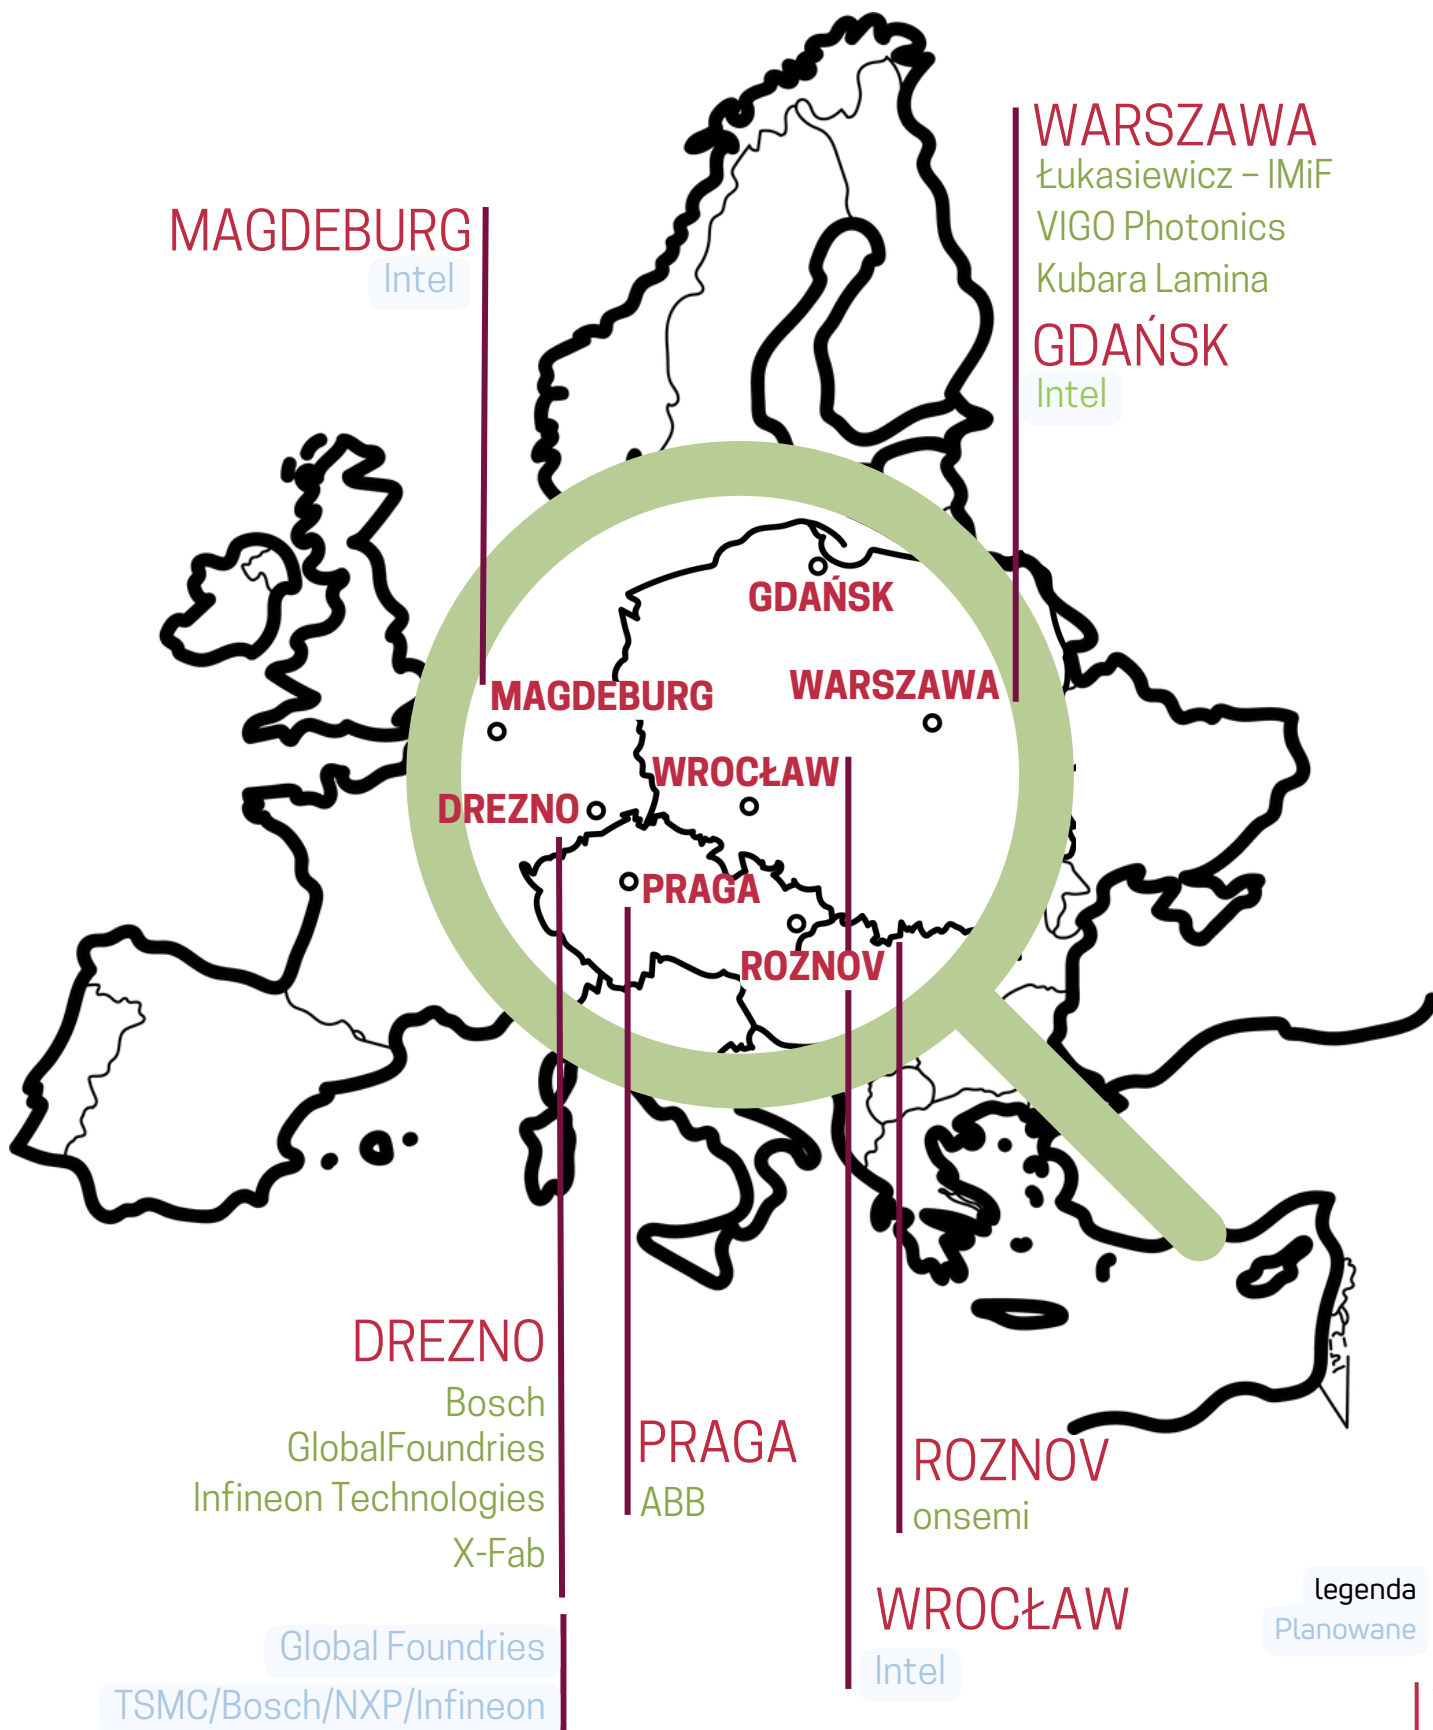 WARSZAWA
Łukasiewicz – IMiF
VIGO Photonics
Kubara Lamina
GDAŃSK
Intel
MAGDEBURG
Intel
GDAŃSK
WARSZAWA
MAGDEBURG
WROCŁAW
DREZNO
PRAGA
ROZNOV
DREZNO
Bosch
GlobalFoundries
Infineon Technologies
X-Fab
Global Foundries
TSMC/Bosch/NXP/Infineon
PRAGA
ABB
ROZNOV
onsemi
WROCŁAW
Intel
legenda
Planowane